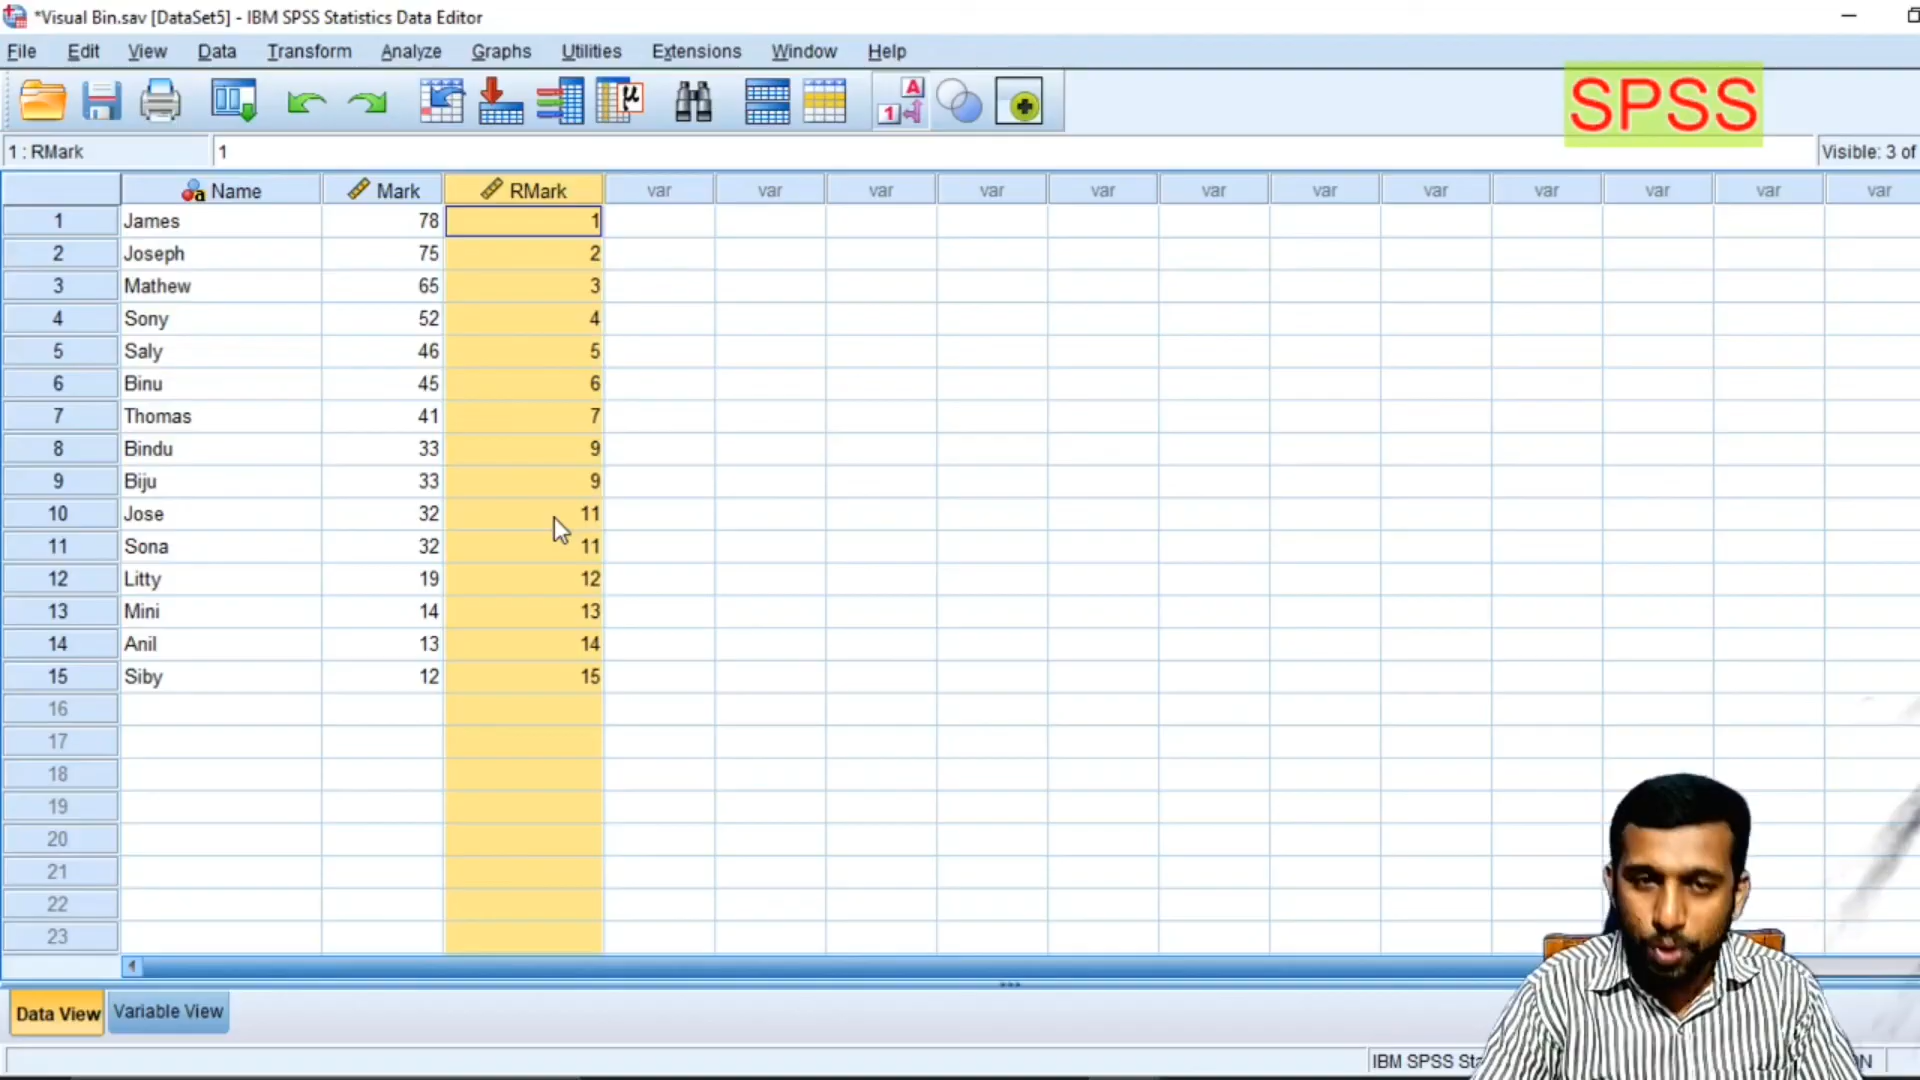 *Visual Bin.sav [DataSet5] - IBM SPSS Statistics Data Editor
File Edit View Data Transform Analyze Graphs Utilities Extensions Window Help
SPSS
1 : RMark 1 Visible: 3 of
Name Mark RMark var var var var var var var var var var var var
1 James 78 1
2 Joseph 75 2
3 Mathew 65 3
4 Sony 52 4
5 Saly 46 5
6 Binu 45 6
7 Thomas 41 7
8 Bindu 33 9
9 Biju 33 9
10 Jose 32 11
11 Sona 32 11
12 Litty 19 12
13 Mini 14 13
14 Anil 13 14
15 Siby 12 15
16
17
18
19
20
21
22
23
Data View Variable View
IBM SPSS